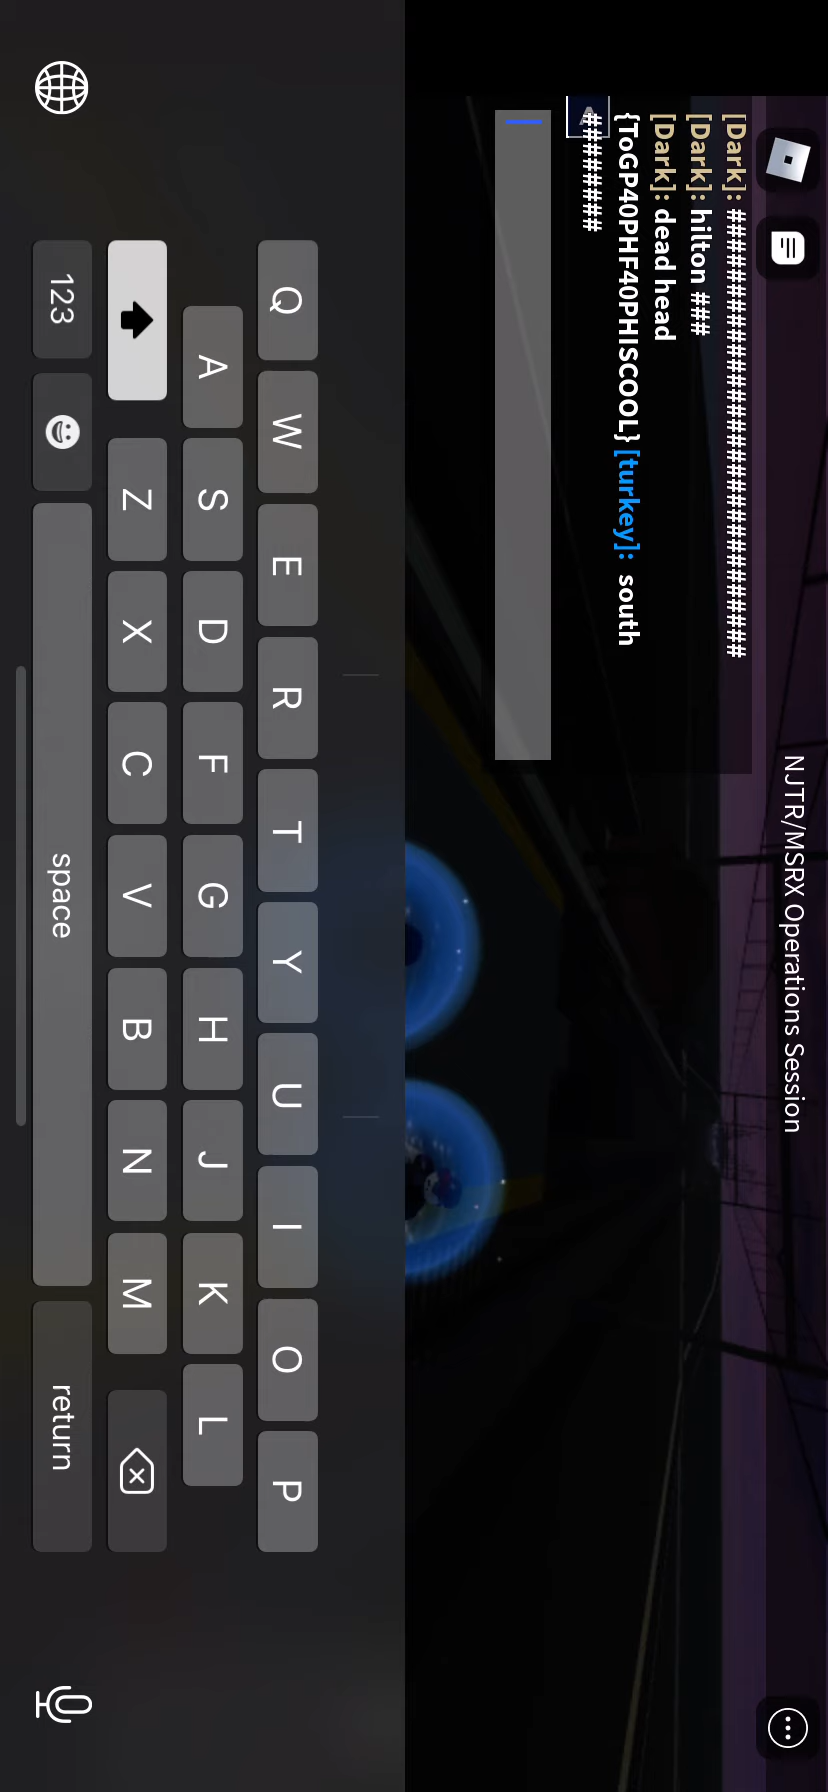 NJTR/MSRX Operations Session
[Dark]: ###############################
[Dark]: hilton ###
[Dark]: dead head
{ToGP40PHF40PHISCOOL} [turkey]: south
########
Q W E R T Y U I O P
A S D F G H J K L
Z X C V B N M
123 space return